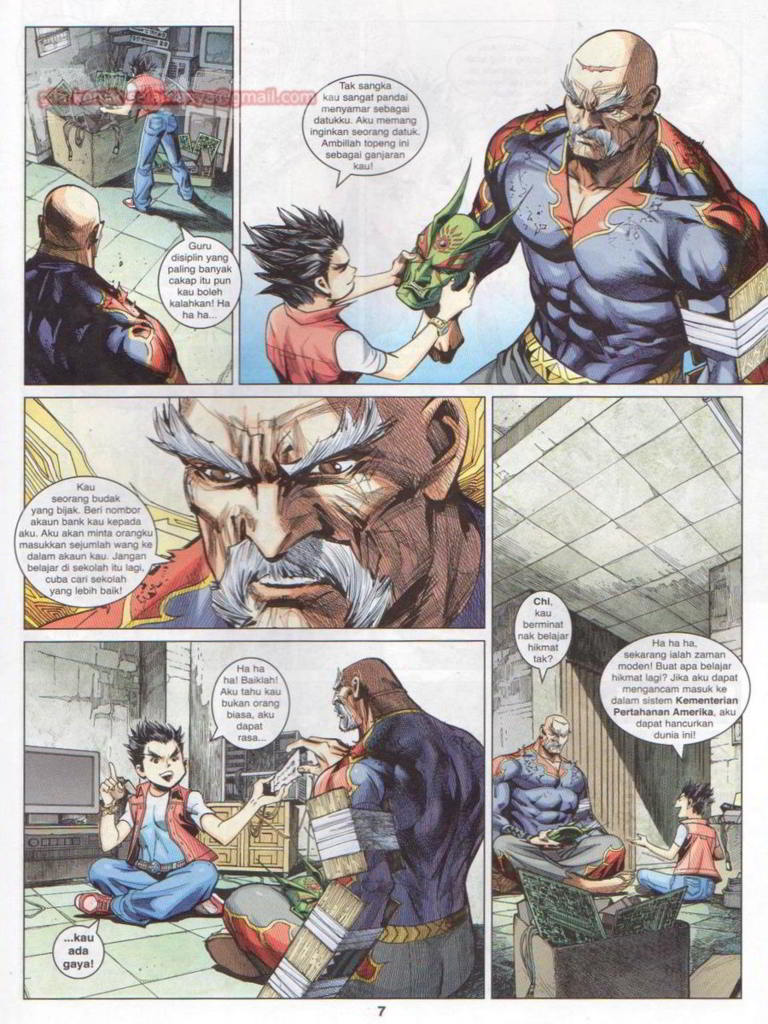 Guru
disiplin yang
paling banyak
cakap itu pun
kau boleh
kalahkan! Ha
ha ha...
Tak sangka
kau sangat pandai
menyamar sebagai
datukku. Aku memang
inginkan seorang datuk.
Ambillah topeng ini
sebagai ganjaran
kau!
Kau
seorang budak
yang bijak. Beri nombor
akaun bank kau kepada
aku. Aku akan minta orangku
masukkan sejumlah wang ke
dalam akaun kau. Jangan
belajar di sekolah itu lagi,
cuba cari sekolah
yang lebih baik!
Ha ha
ha! Baiklah!
Aku tahu kau
bukan orang
biasa, aku
dapat
rasa...
...kau
ada
gaya!
Chi,
kau
berminat
nak belajar
hikmat
tak?
Ha ha ha,
sekarang ialah zaman
moden! Buat apa belajar
hikmat lagi? Jika aku dapat
mengancam masuk ke
dalam sistem Kementerian
Pertahanan Amerika, aku
dapat hancurkan
dunia ini!
7